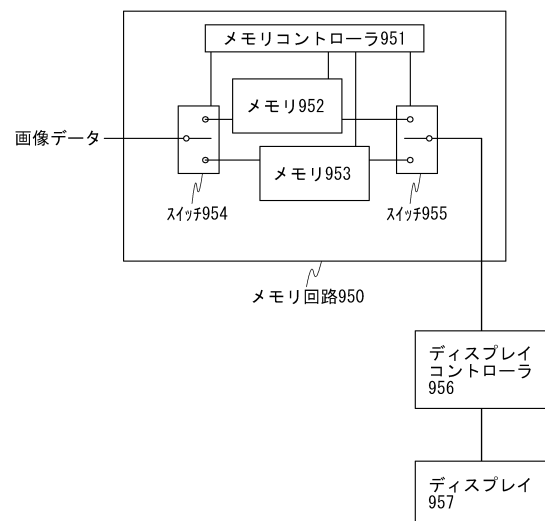 メモリコントローラ951
メモリ952
画像データ
メモリ953
スイッチ954
スイッチ955
メモリ回路950
ディスプレイ
コントローラ
956
ディスプレイ
957